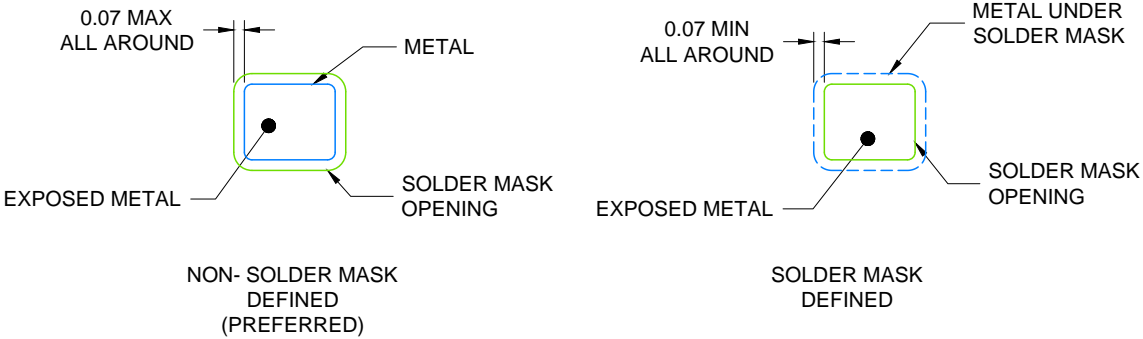 0.07 MAX
ALL AROUND
METAL
EXPOSED METAL
SOLDER MASK
OPENING
NON- SOLDER MASK
DEFINED
(PREFERRED)
0.07 MIN
ALL AROUND
METAL UNDER
SOLDER MASK
EXPOSED METAL
SOLDER MASK
OPENING
SOLDER MASK
DEFINED